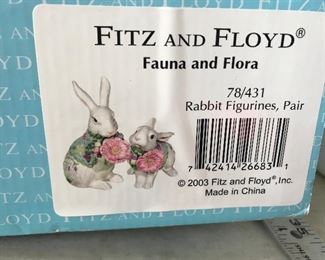 FITZ AND FLOYD®
Fauna and Flora
78/431
Rabbit Figurines, Pair
7 42414 26683 1
© 2003 Fitz and Floyd®, Inc.
Made in China